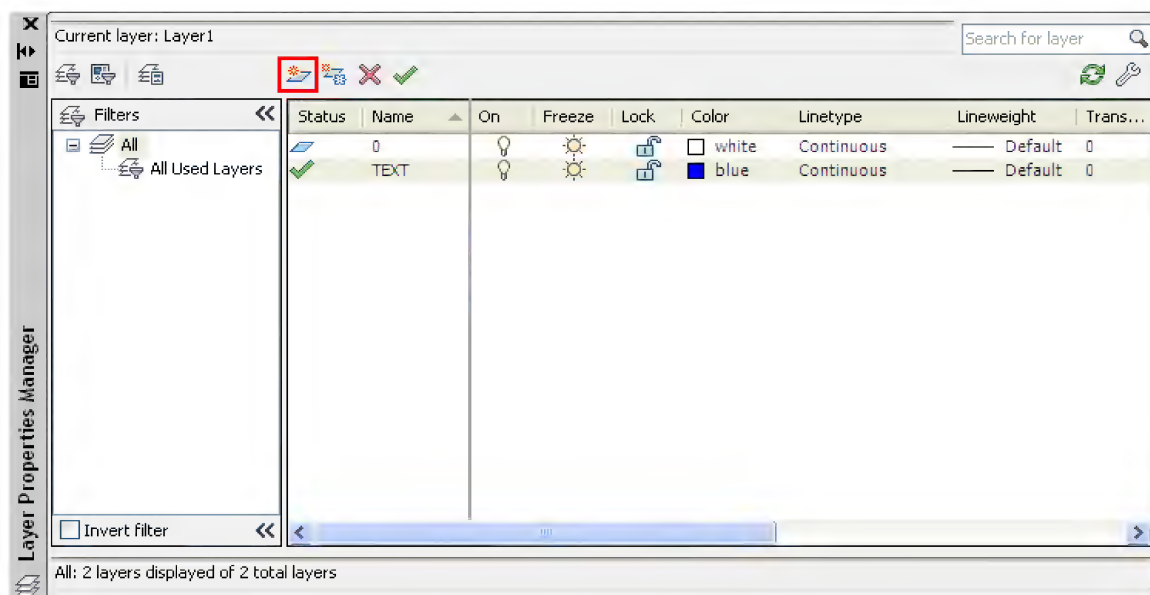 Current layer: Layer1
Search for layer
Filters
Status Name On Freeze Lock Color Linetype Lineweight Trans...
All
0 white Continuous Default 0
All Used Layers
TEXT blue Continuous Default 0
Invert filter
All: 2 layers displayed of 2 total layers
Layer Properties Manager